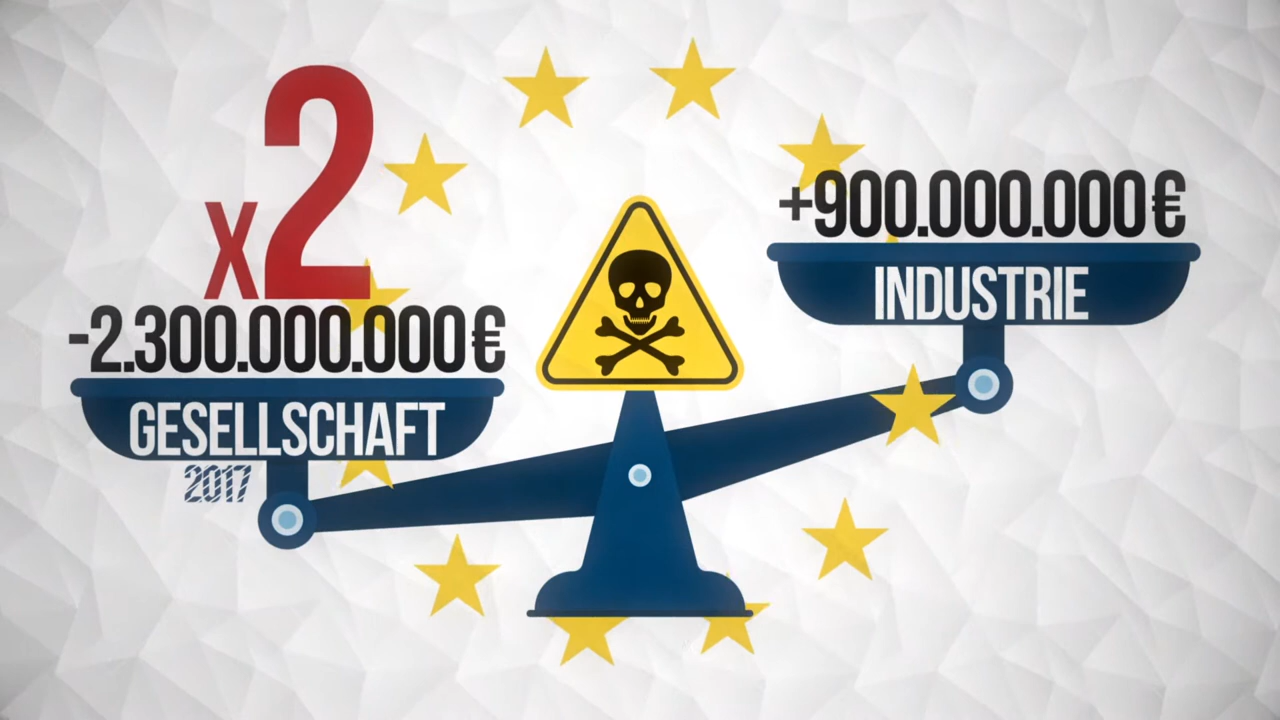 x2
-2.300.000.000€
GESELLSCHAFT
2017
+900.000.000€
INDUSTRIE